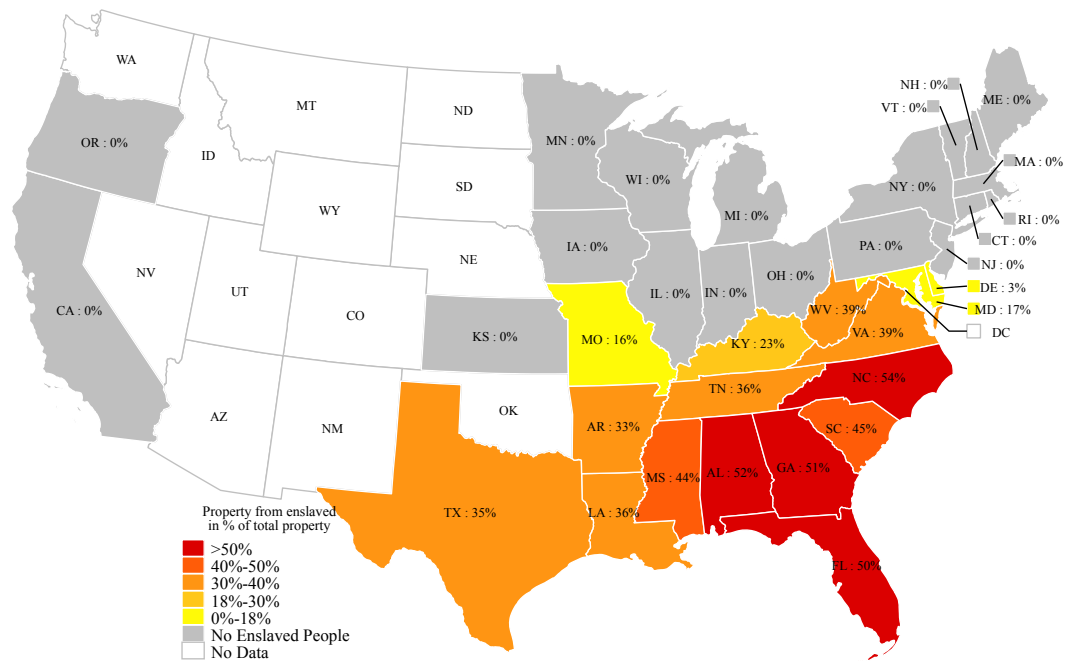 WA
MT
ND
MN : 0%
NH : 0%
VT : 0%
ME : 0%
OR : 0%
ID
SD
WI : 0%
MI : 0%
NY : 0%
MA : 0%
WY
RI : 0%
CT : 0%
NE
IA : 0%
PA : 0%
NJ : 0%
NV
UT
CO
IL : 0%
IN : 0%
OH : 0%
DE : 3%
CA : 0%
KS : 0%
MO : 16%
WV : 39%
MD : 17%
KY : 23%
VA : 39%
DC
NC : 54%
TN : 36%
AZ
NM
OK
AR : 33%
SC : 45%
MS : 44%
AL : 52%
GA : 51%
TX : 35%
LA : 36%
FL : 50%
Property from enslaved
in % of total property
>50%
40%-50%
30%-40%
18%-30%
0%-18%
No Enslaved People
No Data